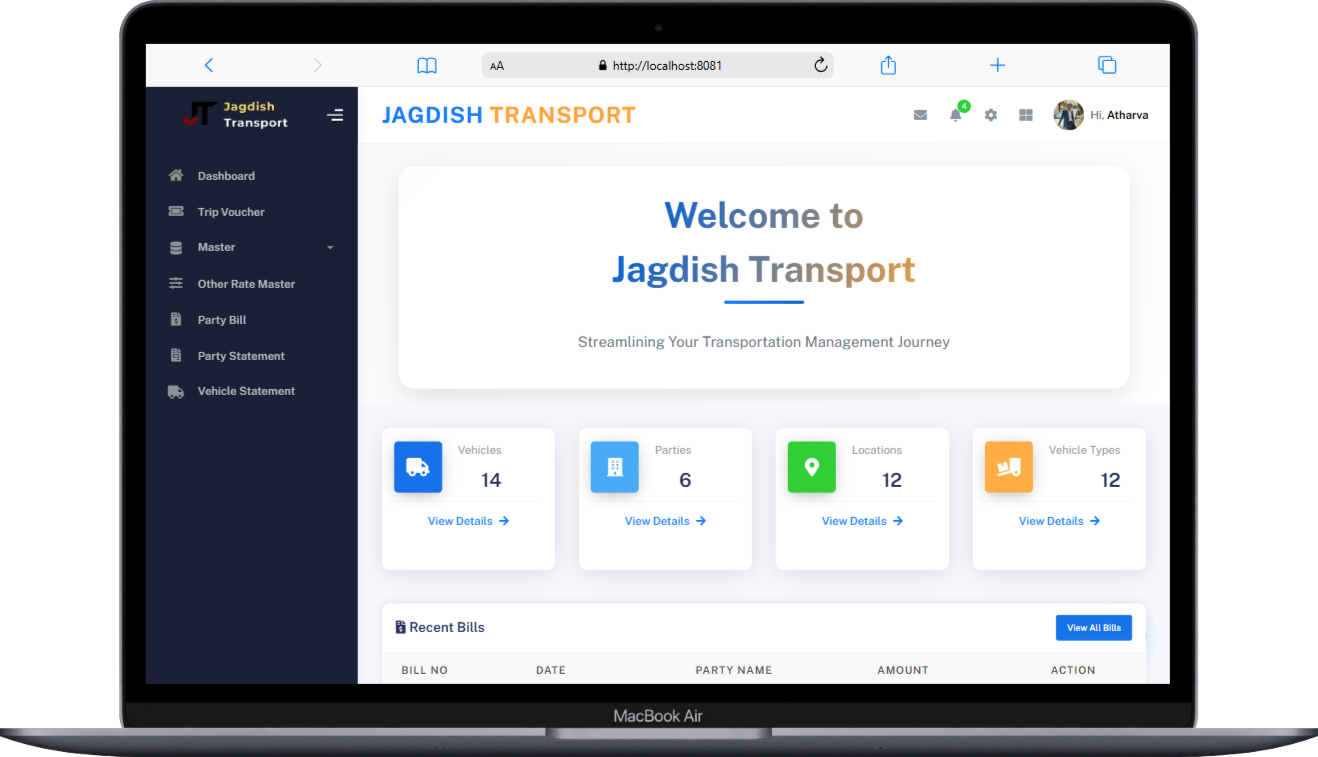 AA
http://localhost:8081
JT Jagdish
Transport
JAGDISH TRANSPORT
4
Hi, Atharva
Dashboard
Trip Voucher
Master
Other Rate Master
Party Bill
Party Statement
Vehicle Statement
Welcome to
Jagdish Transport
Streamlining Your Transportation Management Journey
Vehicles
14
View Details
Parties
6
View Details
Locations
12
View Details
Vehicle Types
12
View Details
Recent Bills
View All Bills
BILL NO DATE PARTY NAME AMOUNT ACTION
MacBook Air